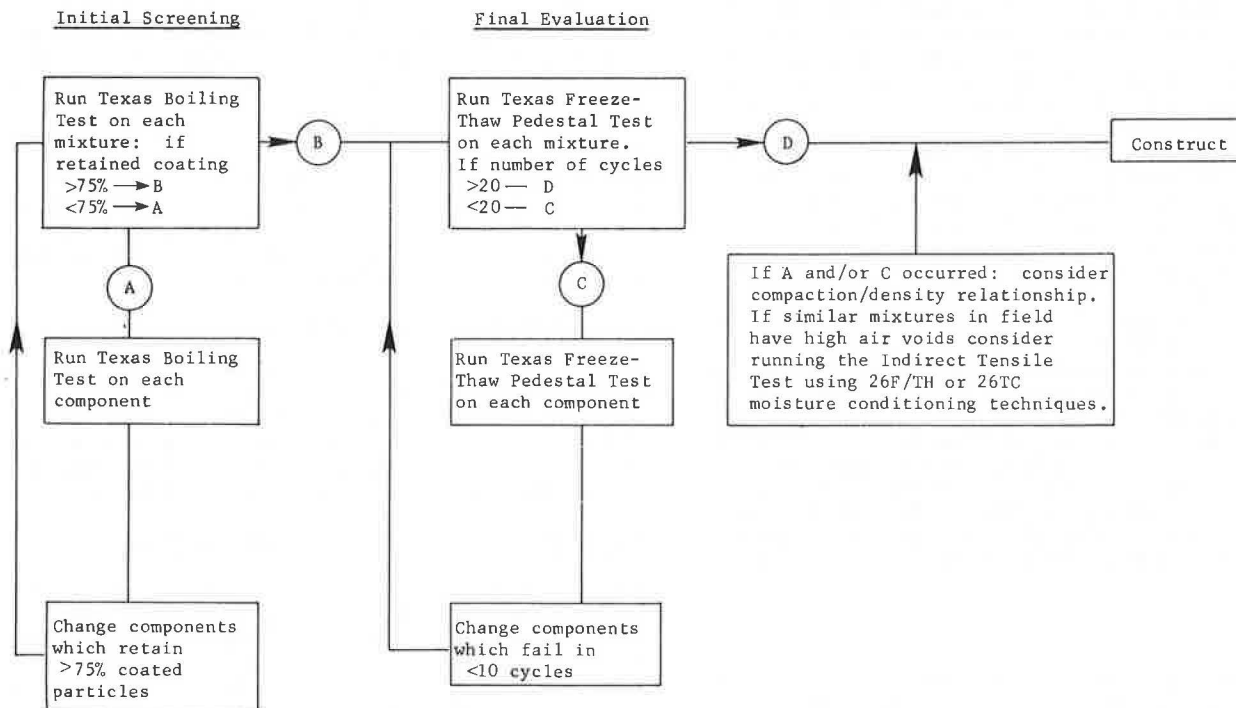 Initial Screening
Final Evaluation
Run Texas Boiling
Test on each
mixture: if
retained coating
>75% → B
<75% → A
B
Run Texas Freeze-
Thaw Pedestal Test
on each mixture.
If number of cycles
>20 — D
<20 — C
D
Construct
A
C
If A and/or C occurred: consider
compaction/density relationship.
If similar mixtures in field
have high air voids consider
running the Indirect Tensile
Test using 26F/TH or 26TC
moisture conditioning techniques.
Run Texas Boiling
Test on each
component
Run Texas Freeze-
Thaw Pedestal Test
on each component
Change components
which retain
>75% coated
particles
Change components
which fail in
<10 cycles